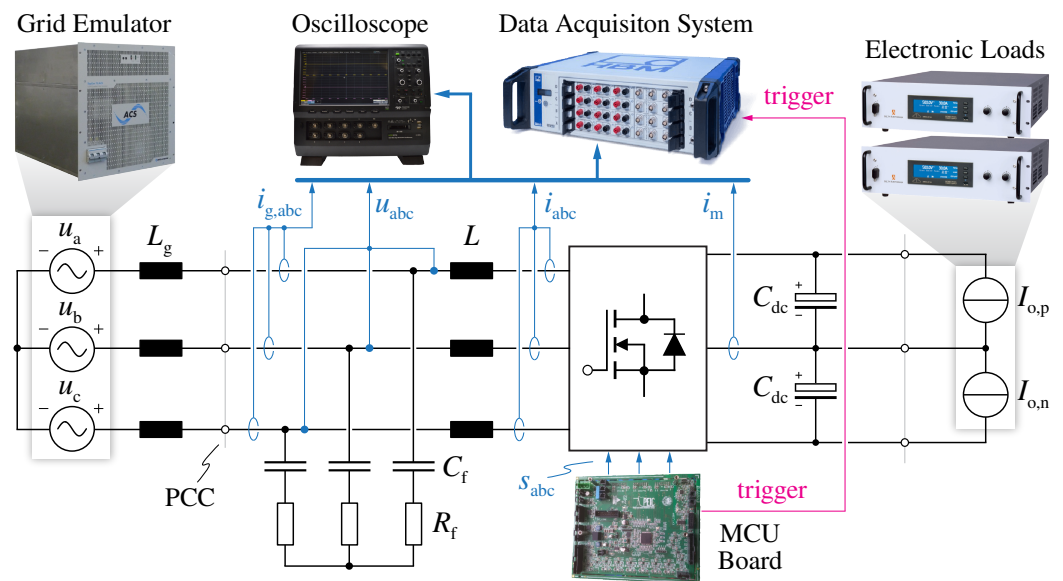 Grid Emulator
Oscilloscope
Data Acquisiton System
Electronic Loads
ACS
HBM
trigger
i_g,abc
u_abc
i_abc
i_m
u_a
L_g
L
u_b
u_c
C_dc
C_dc
I_o,p
I_o,n
− +
− +
− +
+ −
+ −
PCC
C_f
R_f
s_abc
trigger
MCU
Board